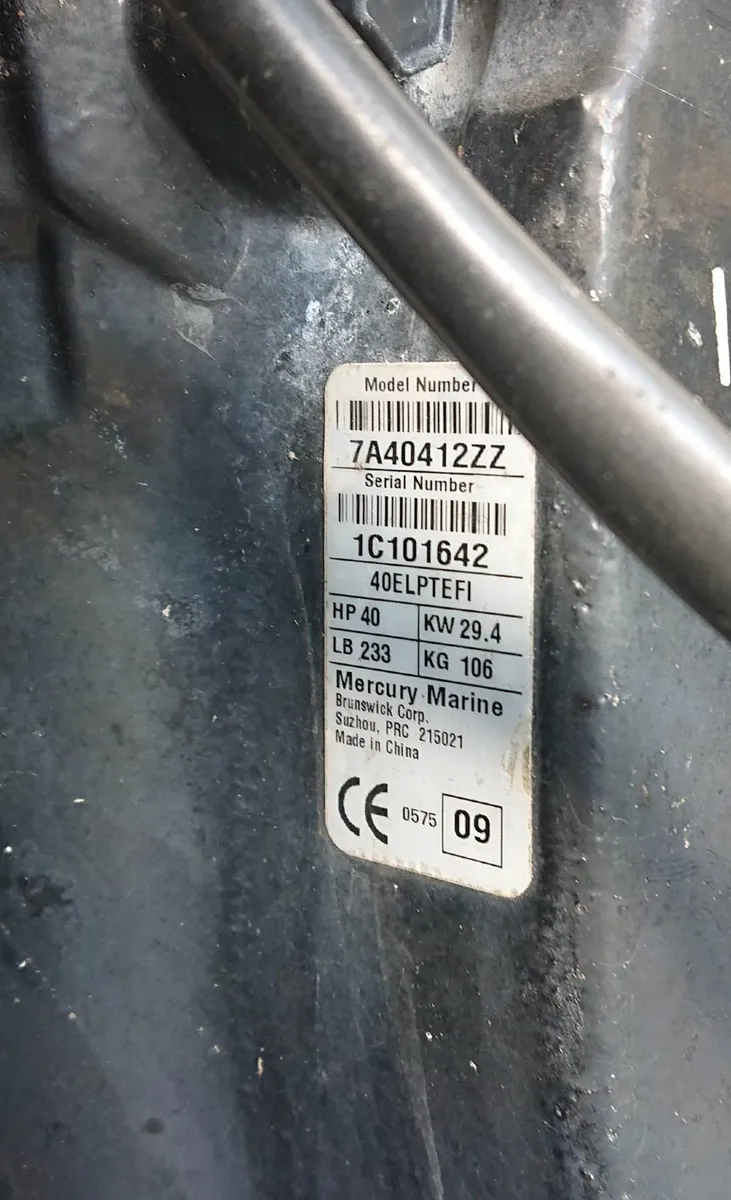 Model Number
7A40412ZZ
Serial Number
1C101642
40ELPTEFI
HP 40 KW 29.4
LB 233 KG 106
Mercury Marine
Brunswick Corp.
Suzhou, PRC 215021
Made in China
CE 0575 09